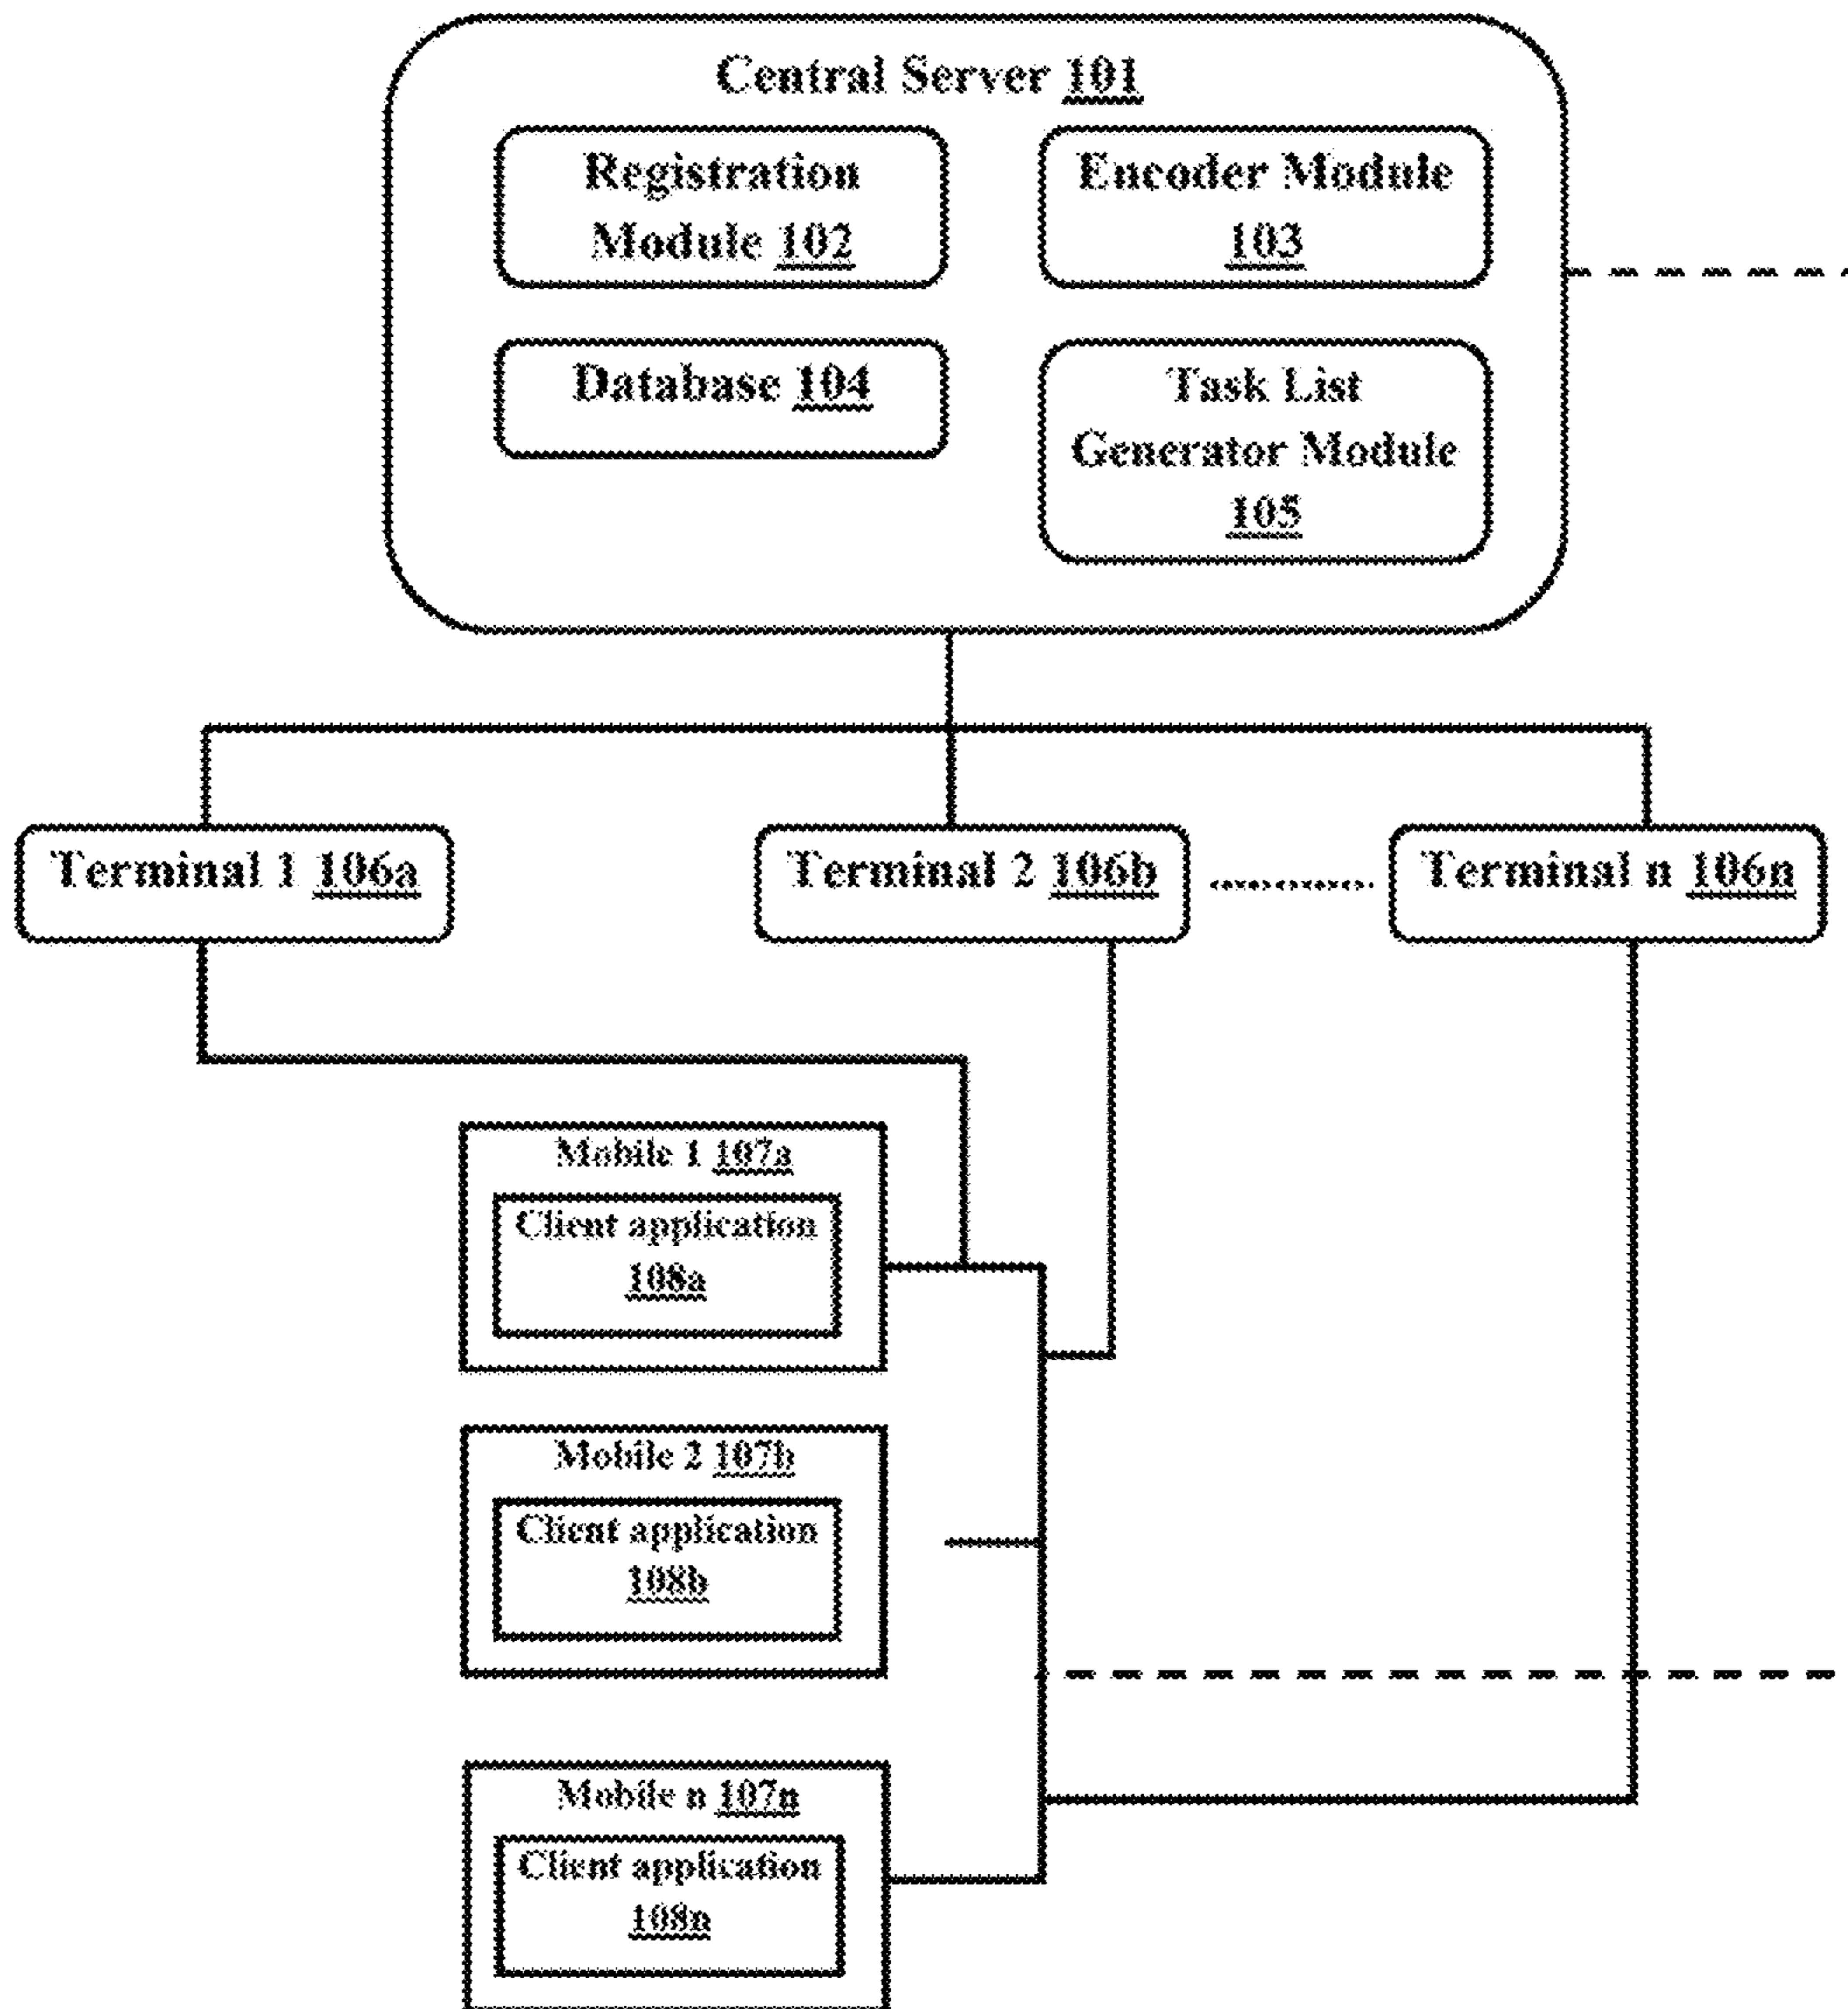 Central Server 101
Registration
Module 102
Encoder Module
103
Database 104
Task List
Generator Module
105
Terminal 1 106a
Terminal 2 106b
Terminal n 106n
Mobile 1 107a
Client application
108a
Mobile 2 107b
Client application
108b
Mobile n 107n
Client application
108n